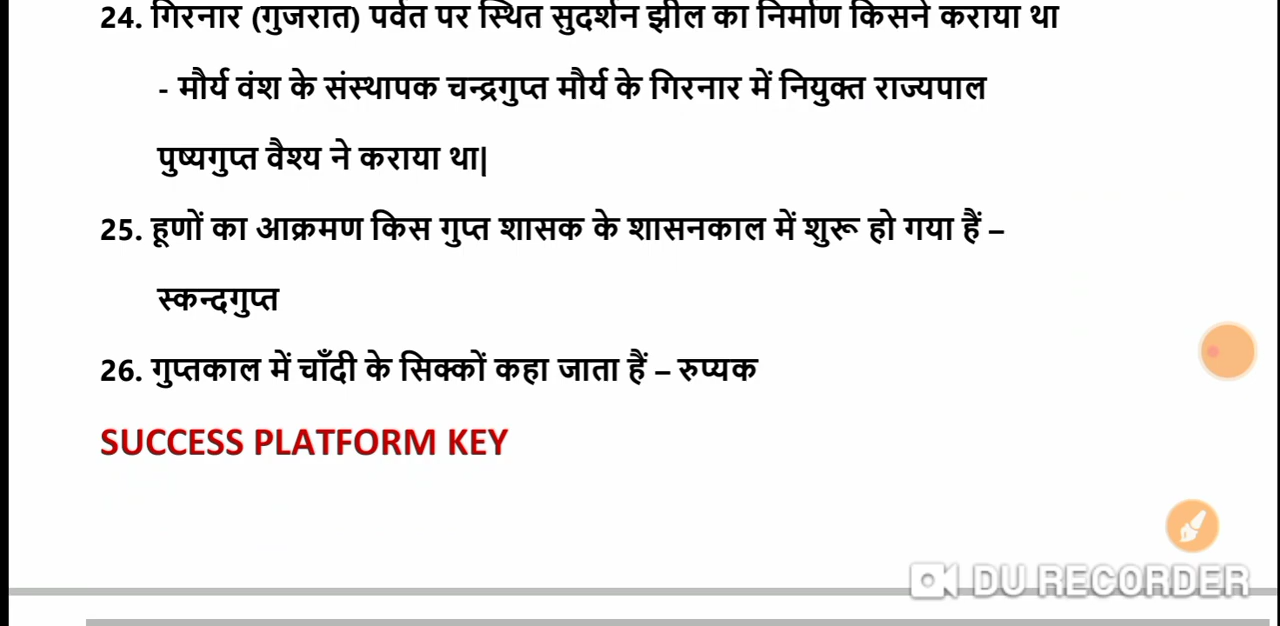 24. गिरनार (गुजरात) पर्वत पर स्थित सुदर्शन झील का निर्माण किसने कराया था
- मौर्य वंश के संस्थापक चन्द्रगुप्त मौर्य के गिरनार में नियुक्त राज्यपाल
पुष्यगुप्त वैश्य ने कराया था|
25. हूणों का आक्रमण किस गुप्त शासक के शासनकाल में शुरू हो गया हैं –
स्कन्दगुप्त
26. गुप्तकाल में चाँदी के सिक्कों कहा जाता हैं – रुप्यक
SUCCESS PLATFORM KEY
DU RECORDER